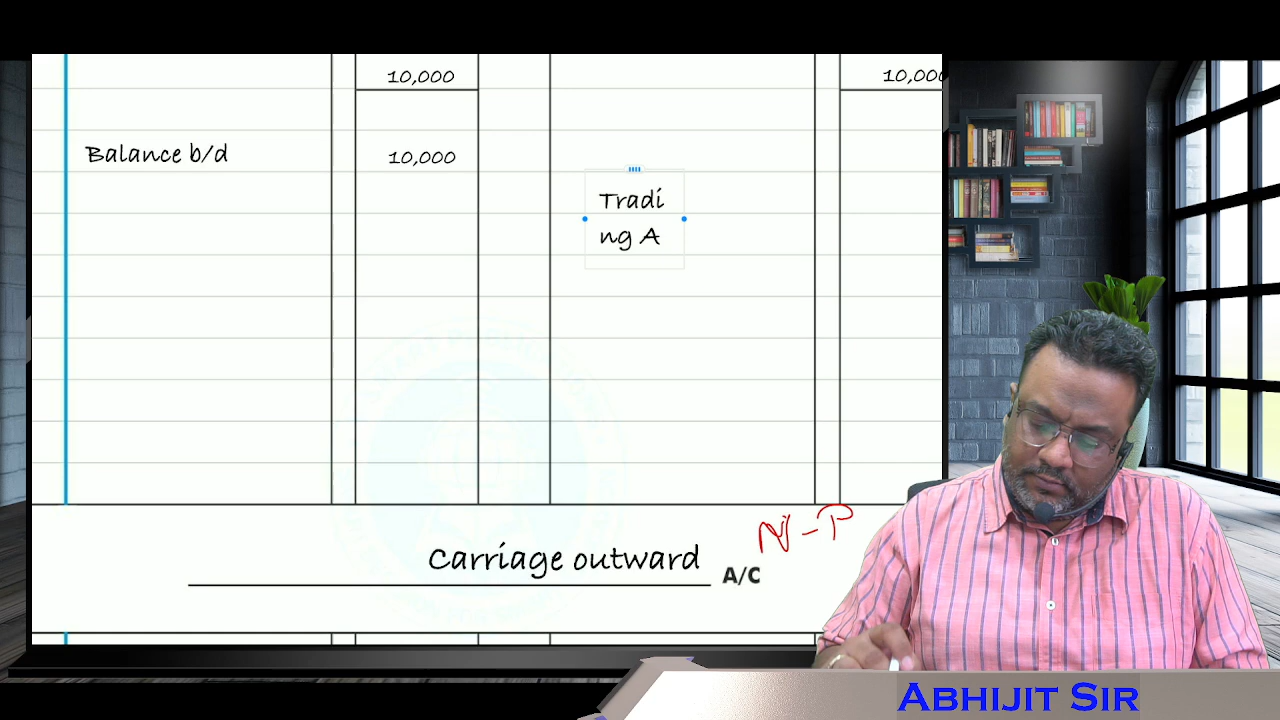 10,000 10,000
Balance b/d 10,000
Tradi
ng A
N-P
Carriage outward A/C
ABHIJIT SIR